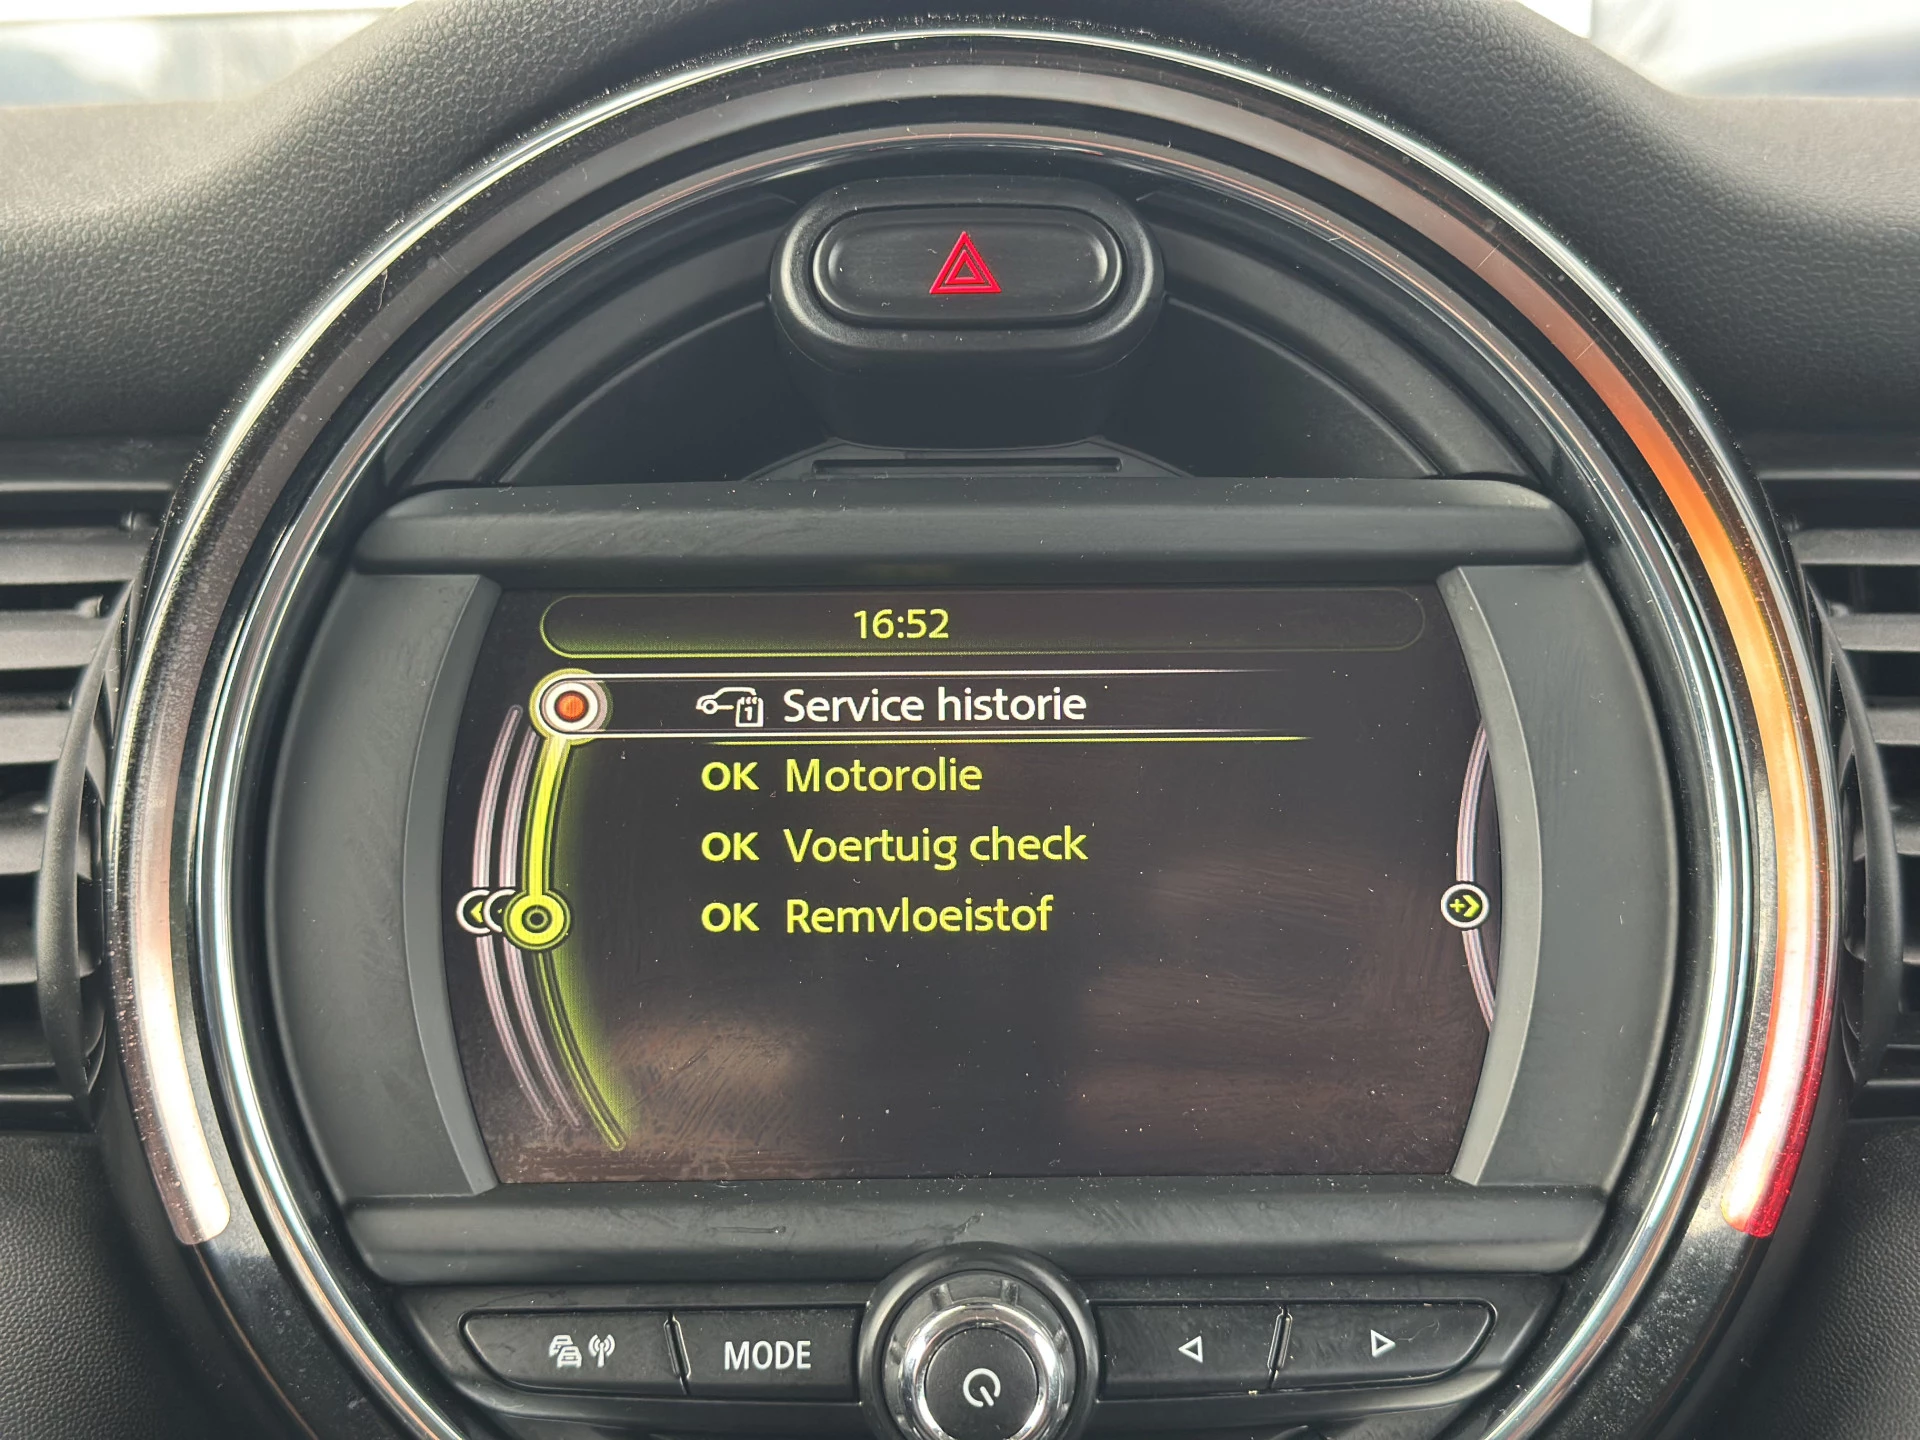 16:52
Service historie
OK Motorolie
OK Voertuig check
OK Remvloeistof
MODE